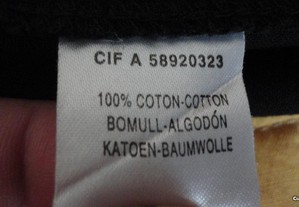 CIF A 58920323
100% COTON-COTTON
BOMULL-ALGODÓN
KATOEN-BAUMWOLLE